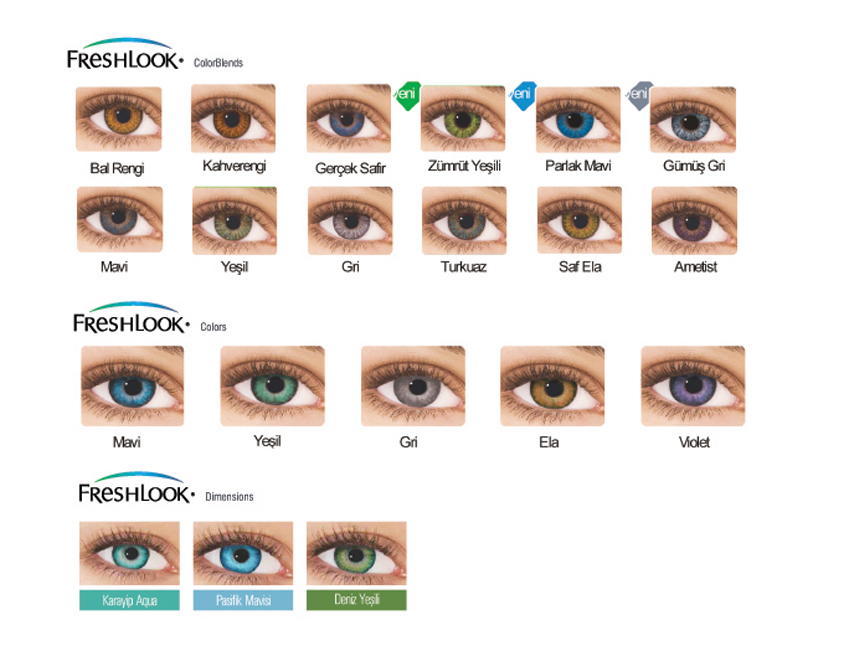 FRESHLOOK ColorBlends
yeni yeni yeni
Bal Rengi Kahverengi Gerçek Safir Zümrüt Yeşili Parlak Mavi Gümüş Gri
Mavi Yeşil Gri Turkuaz Saf Ela Ametist
FRESHLOOK Colors
Mavi Yeşil Gri Ela Violet
FRESHLOOK Dimensions
Karayip Aqua Pasifik Mavisi Deniz Yeşili